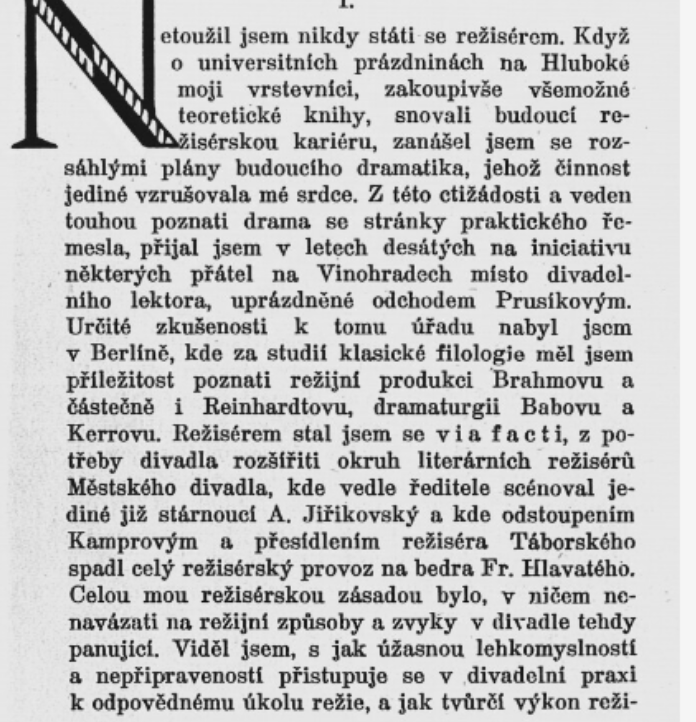 I.
Netoužil jsem nikdy státi se režisérem. Když
o universitních prázdninách na Hluboké
moji vrstevníci, zakoupivše všemožné
teoretické knihy, snovali budoucí re-
žisérskou kariéru, zanášel jsem se roz-
sáhlými plány budoucího dramatika, jehož činnost
jediné vzrušovala mé srdce. Z této ctižádosti a veden
touhou poznati drama se stránky praktického ře-
mesla, přijal jsem v letech desátých na iniciativu
některých přátel na Vinohradech místo divadel-
ního lektora, uprázdněné odchodem Prusíkovým.
Určité zkušenosti k tomu úřadu nabyl jsem
v Berlíně, kde za studií klasické filologie měl jsem
příležitost poznati režijní produkci Brahmovu a
částečně i Reinhardtovu, dramaturgii Babovu a
Kerrovu. Režisérem stal jsem se via facti, z po-
třeby divadla rozšířiti okruh literárních režisérů
Městského divadla, kde vedle ředitele scénoval je-
diné již stárnoucí A. Jiřikovský a kde odstoupením
Kamprovým a přesídlením režiséra Táborského
spadl celý režisérský provoz na bedra Fr. Hlavatého.
Celou mou režisérskou zásadou bylo, v ničem ne-
navázati na režijní způsoby a zvyky v divadle tehdy
panující. Viděl jsem, s jak úžasnou lehkomyslností
a nepřipraveností přistupuje se v divadelní praxi
k odpovědnému úkolu režie, a jak tvůrčí výkon reži-